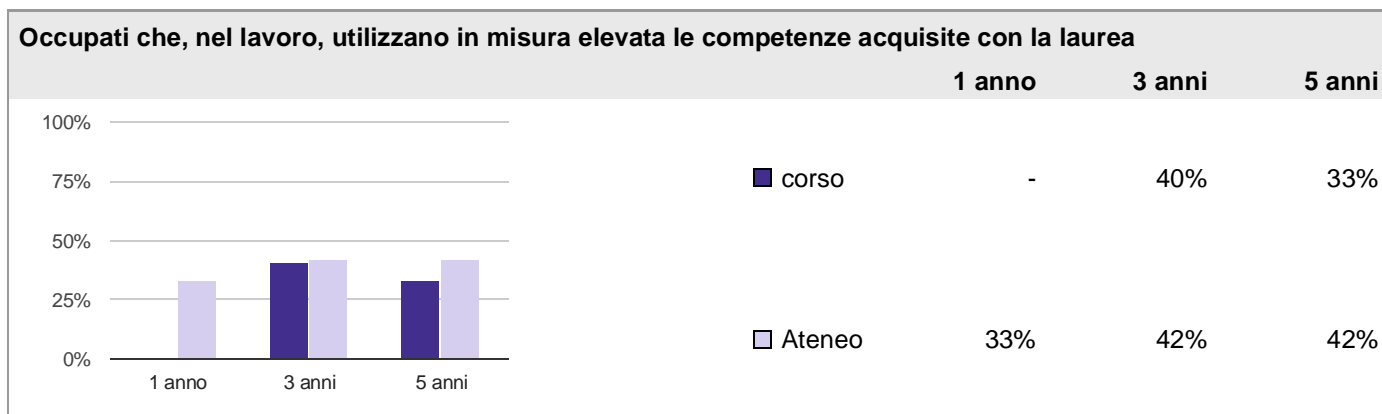 Occupati che, nel lavoro, utilizzano in misura elevata le competenze acquisite con la laurea
1 anno 3 anni 5 anni
100%
75%
50%
25%
0%
1 anno 3 anni 5 anni
corso - 40% 33%
Ateneo 33% 42% 42%